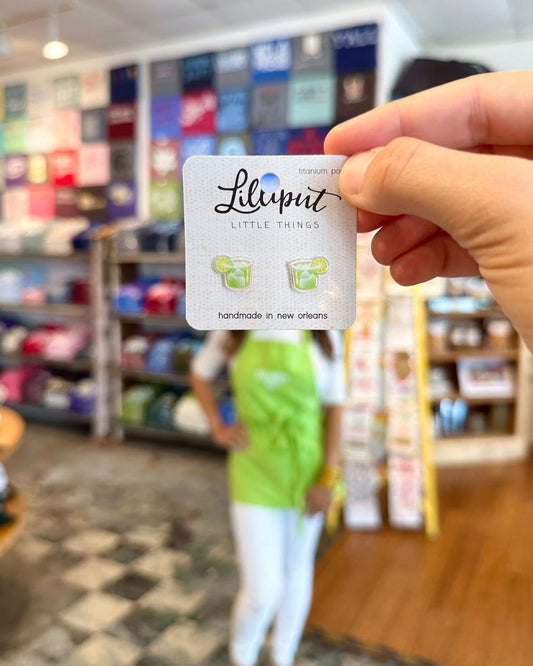 titanium po
Liliput
LITTLE THINGS
handmade in new orleans